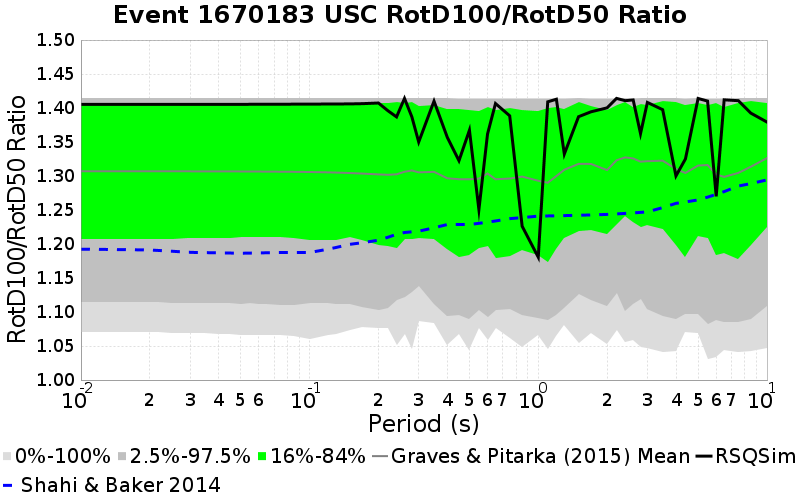 Event 1670183 USC RotD100/RotD50 Ratio
1.50
1.45
1.40
1.35
1.30
1.25
1.20
1.15
1.10
1.05
1.00
RotD100/RotD50 Ratio
10-2 2 3 4 5 6 10-1 2 3 4 5 6 7 100 2 3 4 5 6 7 101
Period (s)
0%-100% 2.5%-97.5% 16%-84% Graves & Pitarka (2015) Mean RSQSim
Shahi & Baker 2014